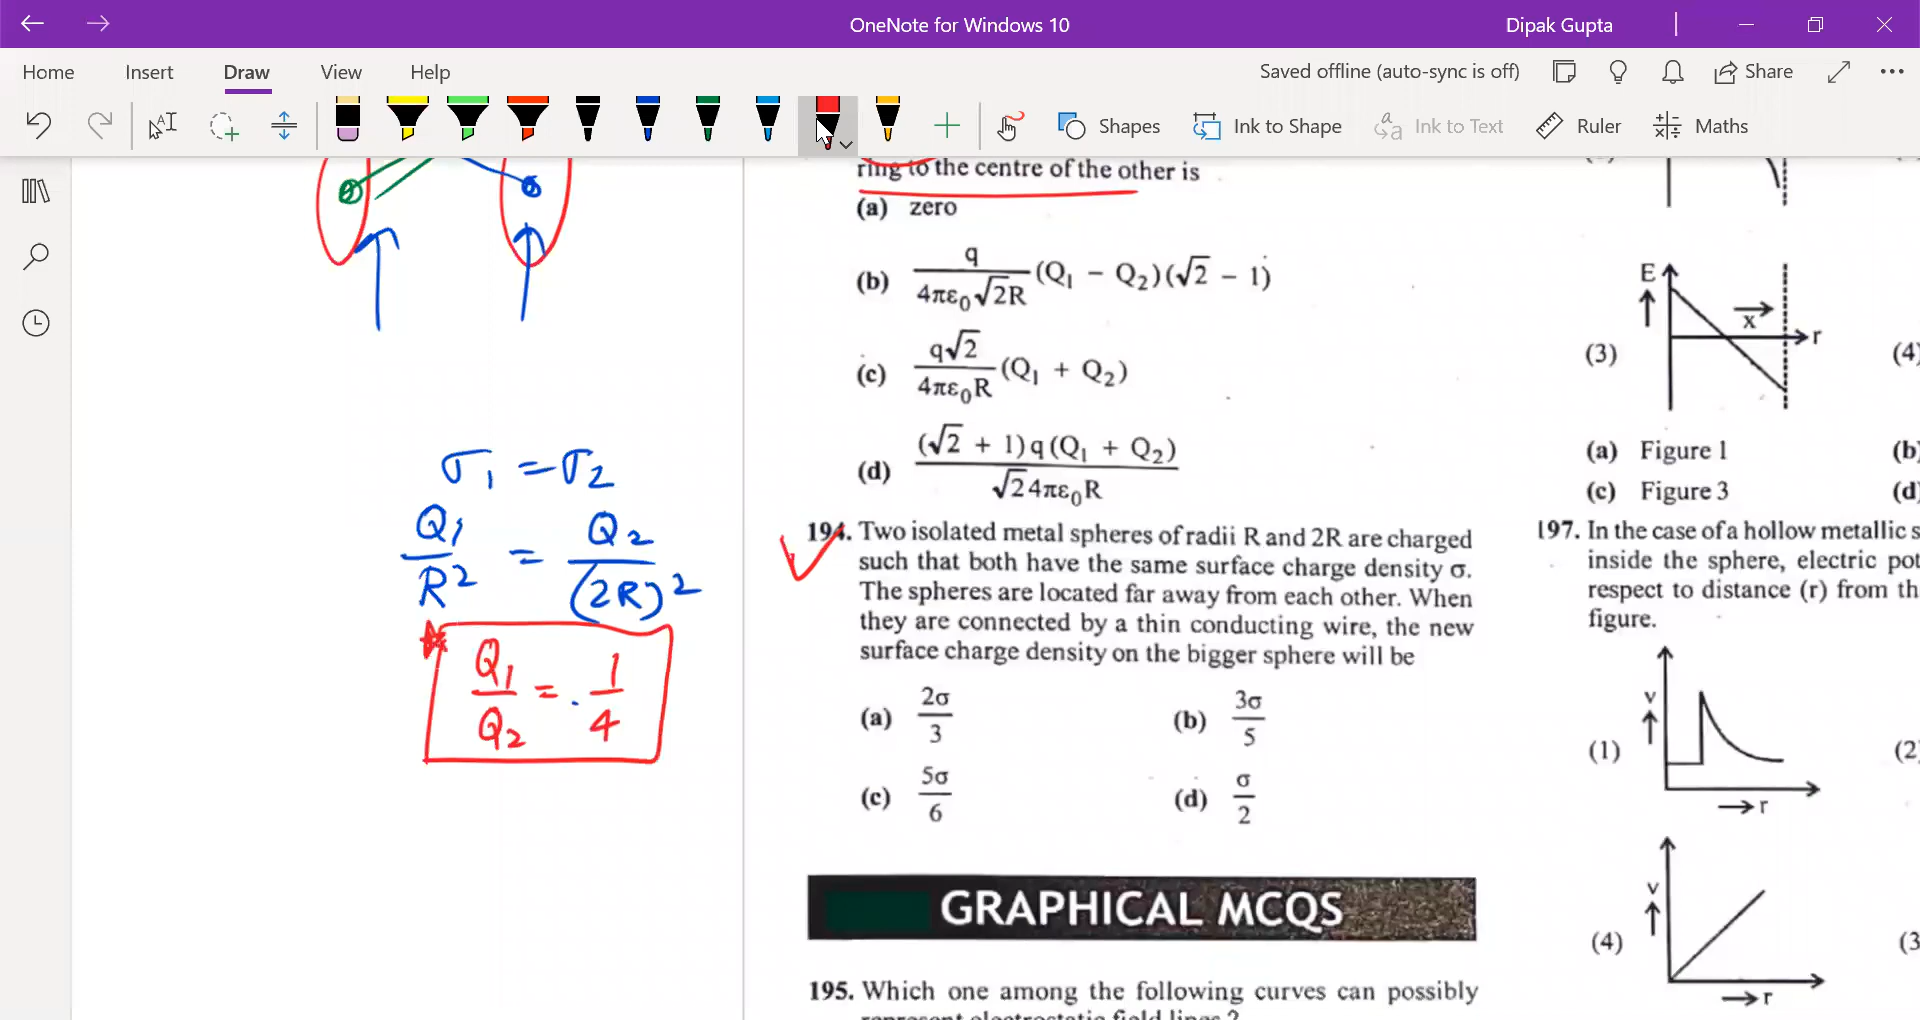 OneNote for Windows 10
Dipak Gupta
Home Insert Draw View Help
Saved offline (auto-sync is off)
Share
Shapes
Ink to Shape
Ink to Text
Ruler
Maths
σ₁ = σ₂
Q₁/R² = Q₂/(2R)²
Q₁/Q₂ = 1/4
ring to the centre of the other is
(a) zero
(b) q/4πε₀√2R (Q₁ − Q₂)(√2 − 1)
(c) q√2/4πε₀R (Q₁ + Q₂)
(d) (√2 + 1)q(Q₁ + Q₂)/√24πε₀R
194. Two isolated metal spheres of radii R and 2R are charged
such that both have the same surface charge density σ.
The spheres are located far away from each other. When
they are connected by a thin conducting wire, the new
surface charge density on the bigger sphere will be
(a) 2σ/3 (b) 3σ/5
(c) 5σ/6 (d) σ/2
GRAPHICAL MCQS
195. Which one among the following curves can possibly
represent electrostatic field lines ?
E
x
r
(3)
(4)
(a) Figure 1 (b)
(c) Figure 3 (d)
197. In the case of a hollow metallic s
inside the sphere, electric pot
respect to distance (r) from th
figure.
v
(1)
(2)
r
v
(4)
(3
r